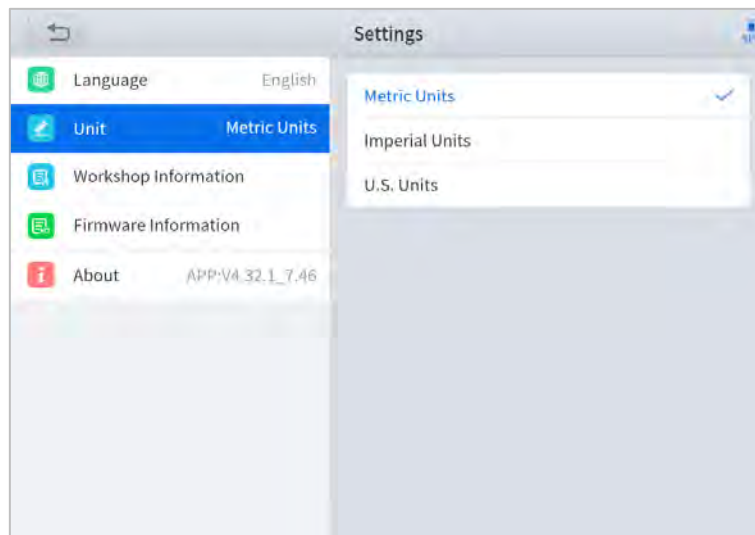 Settings
Language English
Unit Metric Units
Workshop Information
Firmware Information
About APP:V4.32.1_7.46
Metric Units
Imperial Units
U.S. Units